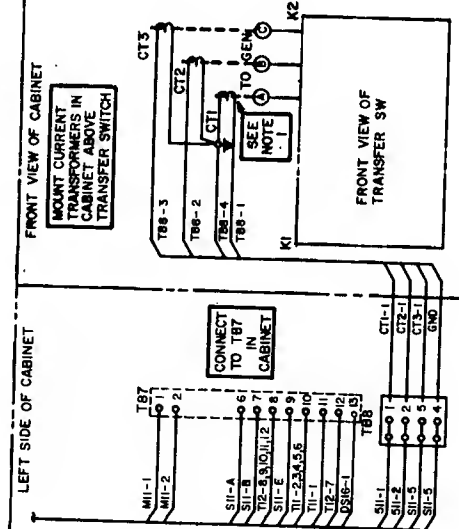 FRONT VIEW OF CABINET
MOUNT CURRENT
TRANSFORMERS IN
CABINET ABOVE
TRANSFER SWITCH
CT3
CT2
CT1
TO GEN
A
B
C
SEE
NOTE
1
TB8-3
TB6-2
TB8-4
TB8-1
K1
K2
FRONT VIEW OF
TRANSFER SW
LEFT SIDE OF CABINET
CONNECT
TO TB7
IN
CABINET
TB7
M11-1
1
M11-2
2
S11-A
6
S11-B
7
T12-8,9,10,11,12
8
S11-E
9
T11-2,3,4,5,6
10
T11-1
11
T12-7
12
DS16-1
13
TB8
S11-1
1
CT1-1
S11-2
2
CT2-1
S11-5
5
CT3-1
S11-5
4
GND